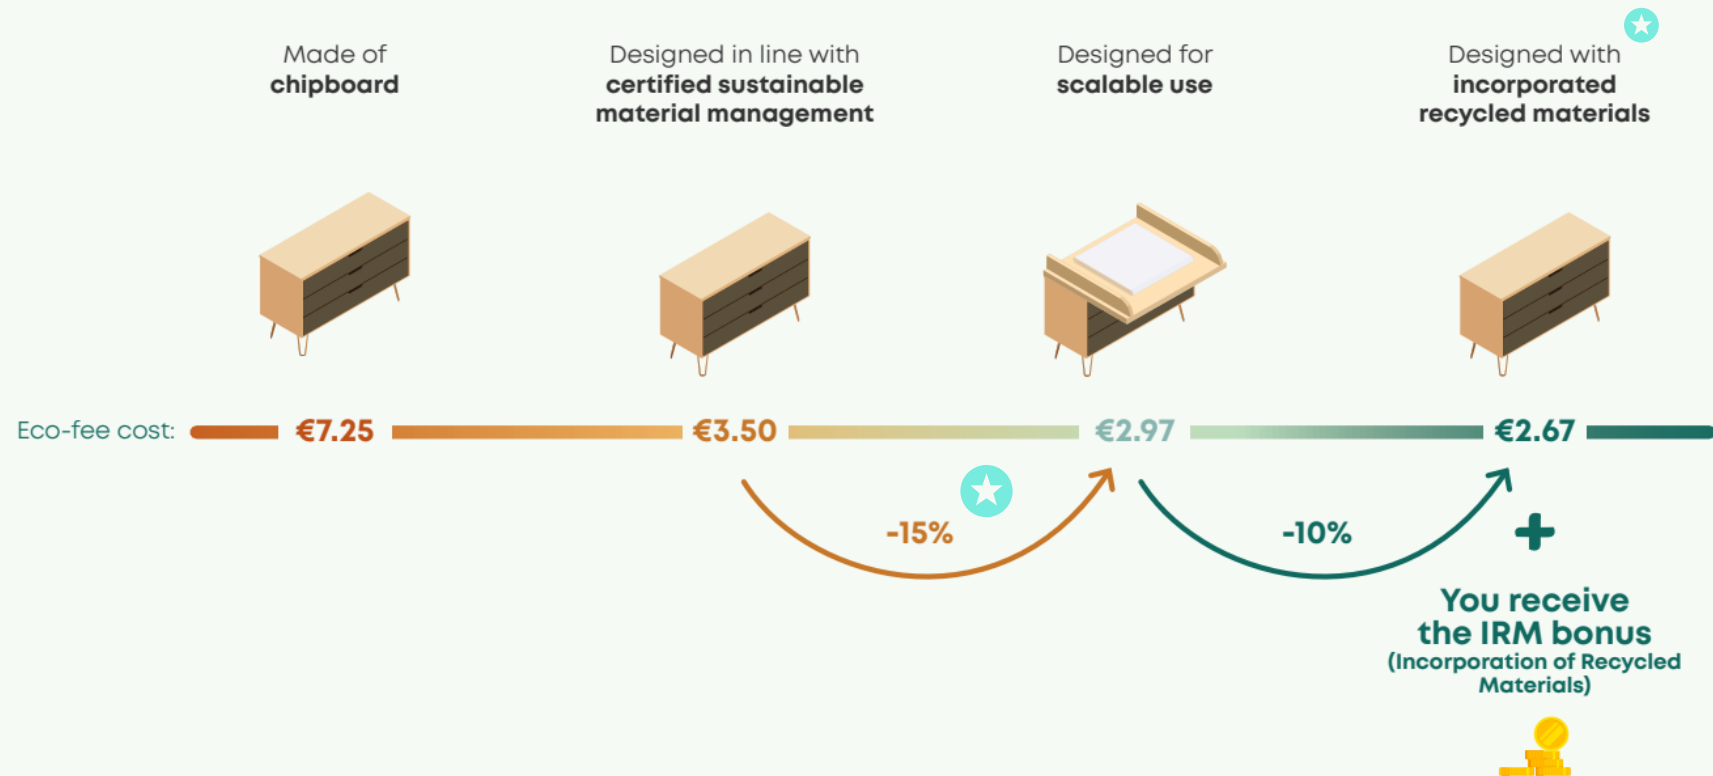 Made of
chipboard
Designed in line with
certified sustainable
material management
Designed for
scalable use
Designed with
incorporated
recycled materials
Eco-fee cost:
€7.25
€3.50
€2.97
€2.67
-15%
-10%
+
You receive
the IRM bonus
(Incorporation of Recycled
Materials)